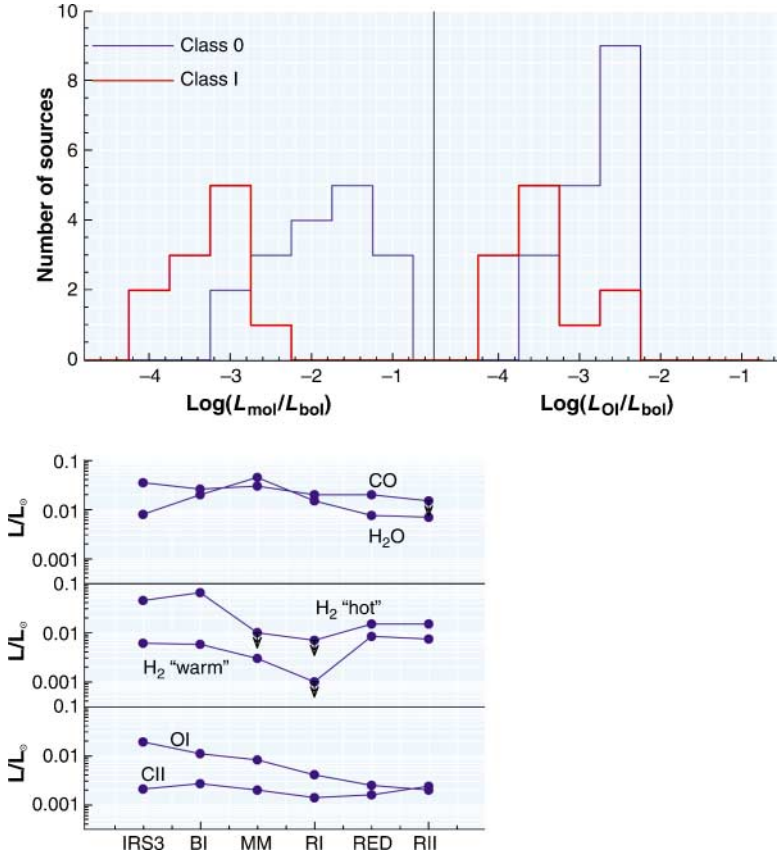 10
Class 0
Class I
8
6
4
2
0
Number of sources
−4 −3 −2 −1 −4 −3 −2 −1
Log(Lmol/Lbol) Log(LOI/Lbol)
0.1
CO
0.01
H2O
0.001
L/L⊙
0.1
H2 “hot”
0.01
H2 “warm”
0.001
L/L⊙
0.1
OI
0.01
CII
0.001
L/L⊙
IRS3 BI MM RI RED RII